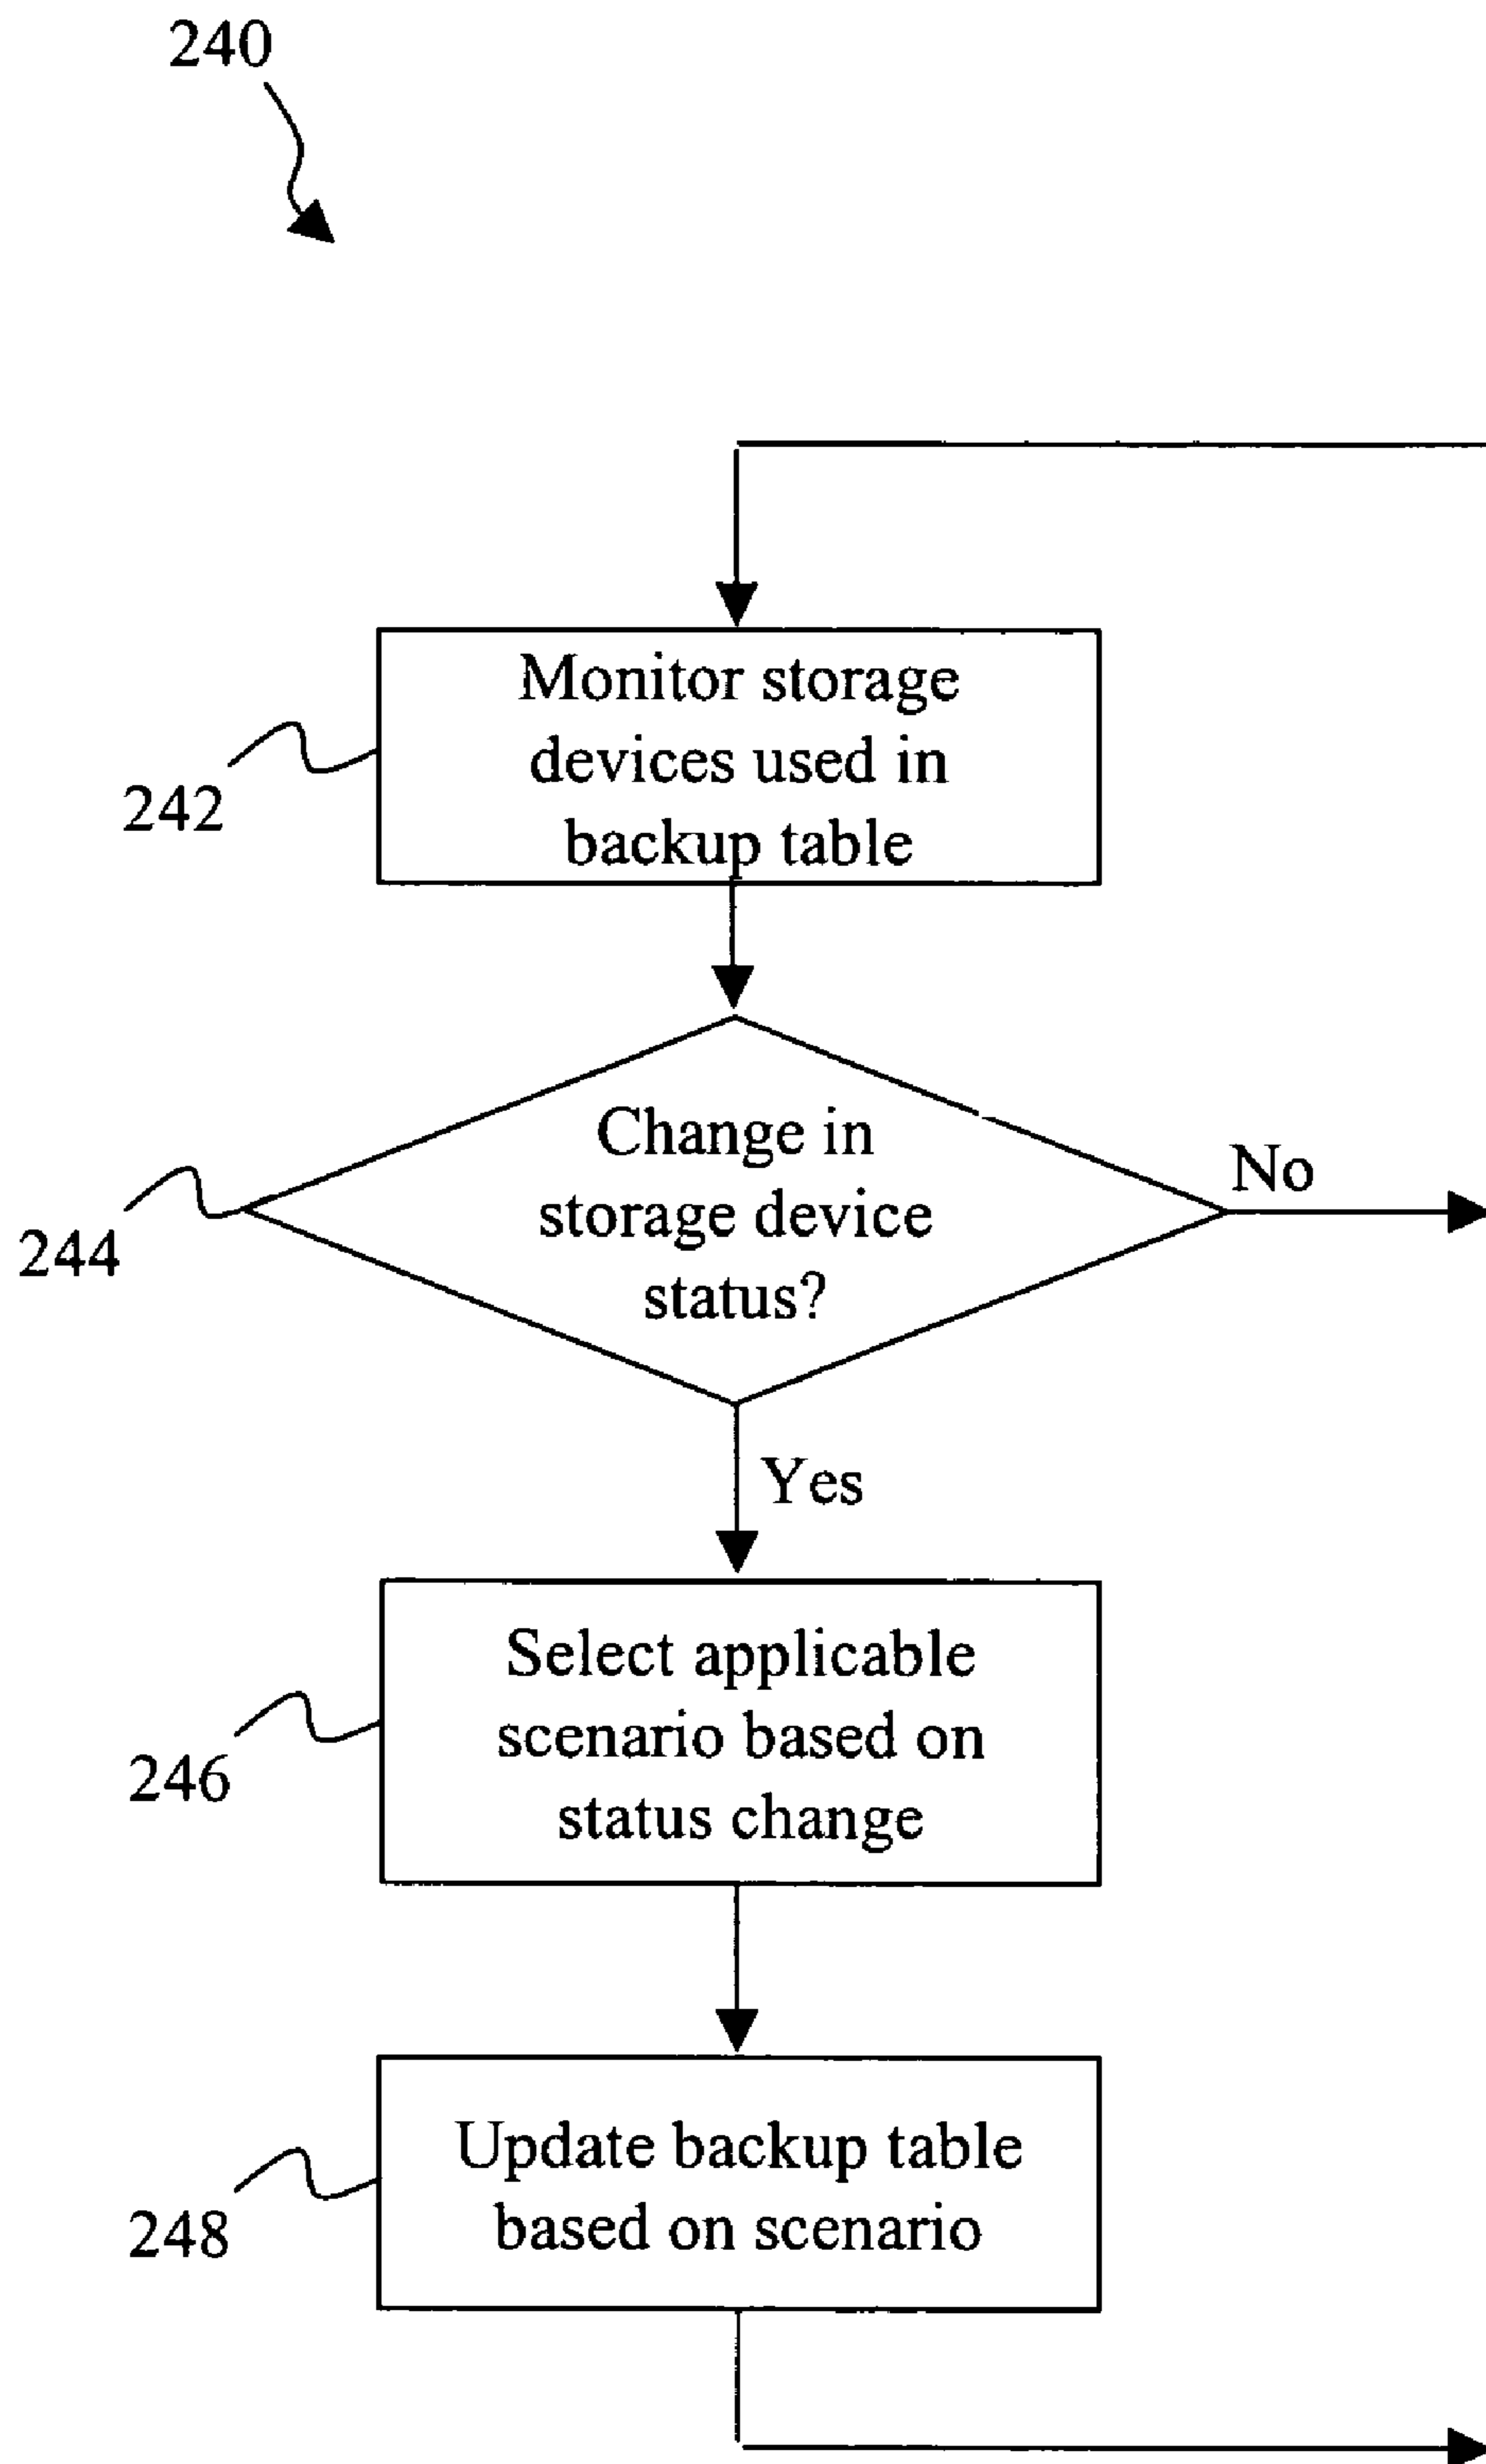 240
Monitor storage
devices used in
backup table
242
Change in
storage device
status?
No
244
Yes
Select applicable
scenario based on
status change
246
Update backup table
based on scenario
248